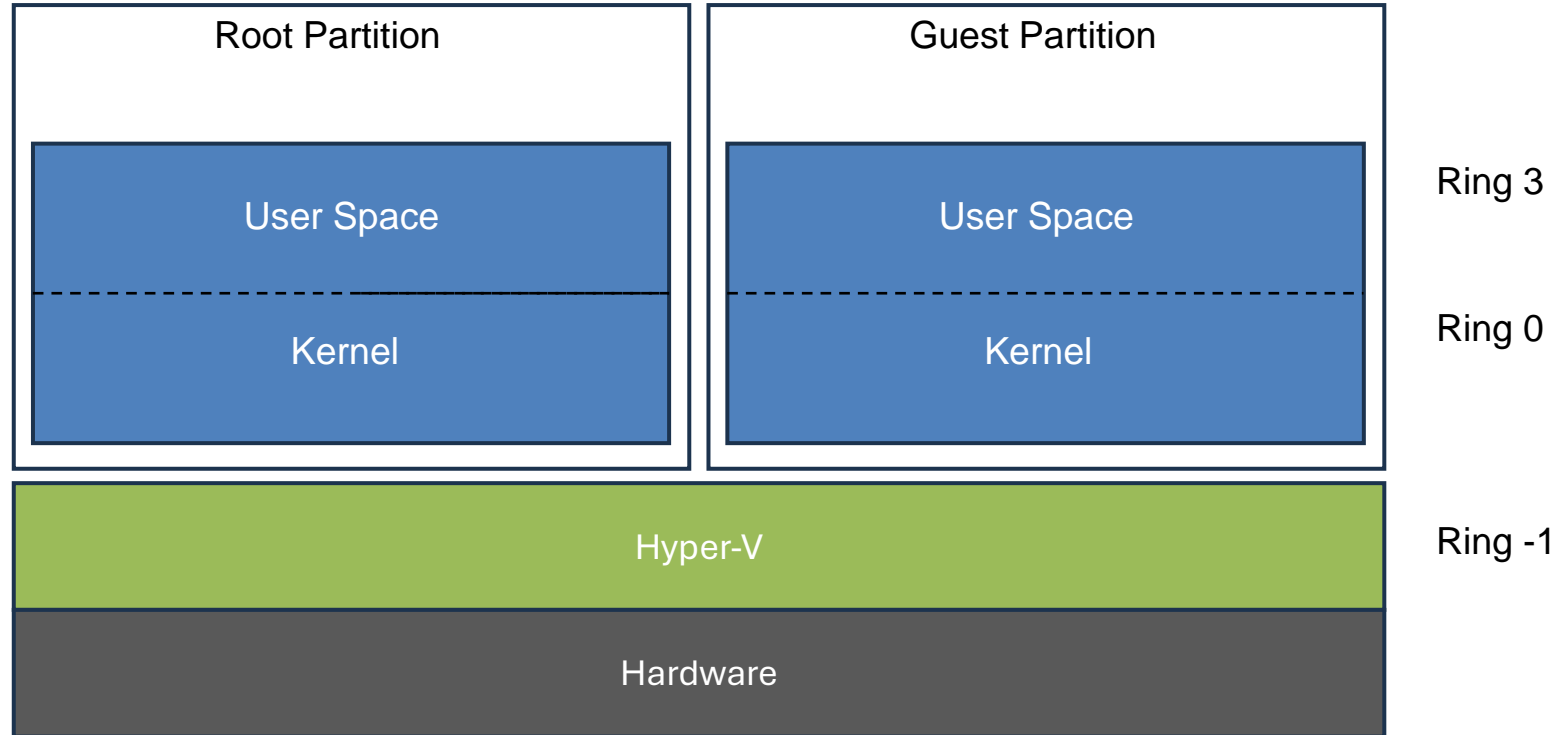 Root Partition
Guest Partition
User Space
User Space
Ring 3
Kernel
Kernel
Ring 0
Hyper-V
Ring -1
Hardware